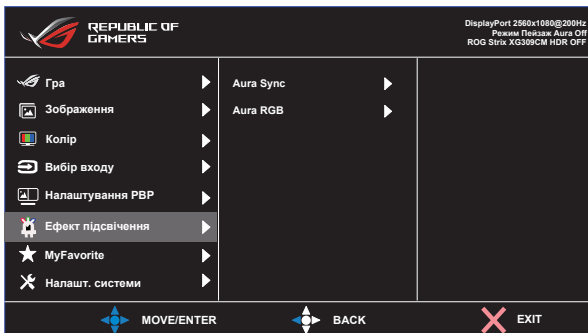 REPUBLIC OF
GAMERS
DisplayPort 2560x1080@200Hz
Режим Пейзаж Aura Off
ROG Strix XG309CM HDR OFF
Гра
Зображення
Колір
Вибір входу
Налаштування PBP
Ефект підсвічення
MyFavorite
Налашт. системи
Aura Sync
Aura RGB
MOVE/ENTER
BACK
EXIT